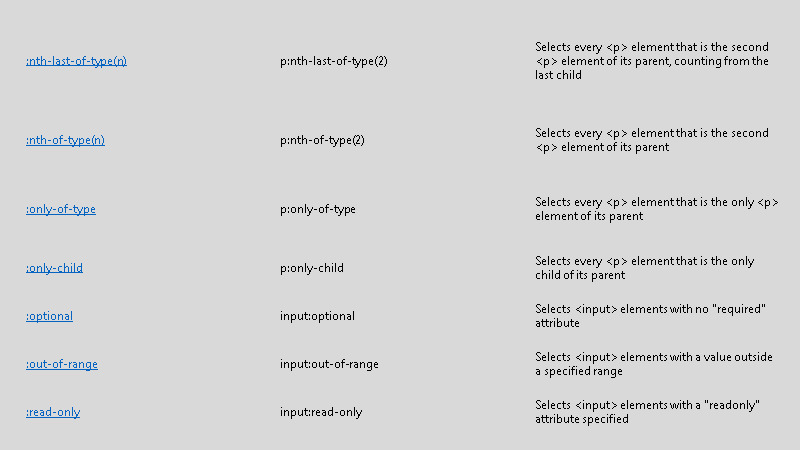 :nth-last-of-type(n)
p:nth-last-of-type(2)
Selects every <p> element that is the second
<p> element of its parent, counting from the
last child
:nth-of-type(n)
p:nth-of-type(2)
Selects every <p> element that is the second
<p> element of its parent
:only-of-type
p:only-of-type
Selects every <p> element that is the only <p>
element of its parent
:only-child
p:only-child
Selects every <p> element that is the only
child of its parent
:optional
input:optional
Selects <input> elements with no "required"
attribute
:out-of-range
input:out-of-range
Selects <input> elements with a value outside
a specified range
:read-only
input:read-only
Selects <input> elements with a "readonly"
attribute specified